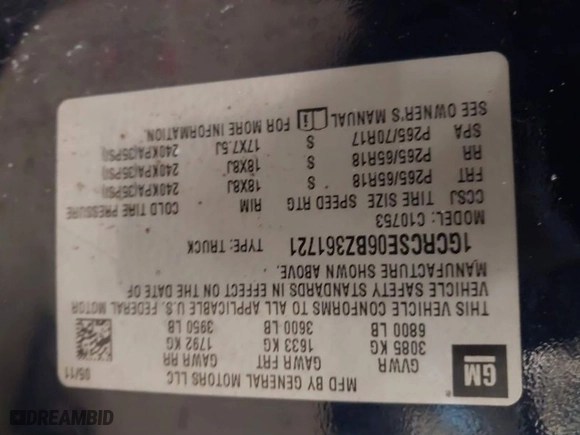 GM
MFD BY GENERAL MOTORS LLC
05/11
GVWR GAWR FRT GAWR RR
3085 KG 1633 KG 1792 KG
6800 LB 3600 LB 3950 LB
THIS VEHICLE CONFORMS TO ALL APPLICABLE U.S. FEDERAL MOTOR
VEHICLE SAFETY STANDARDS IN EFFECT ON THE DATE OF
MANUFACTURE SHOWN ABOVE.
1GCRCSE06BZ361721 TYPE: TRUCK
MODEL: C10753
CCSJ TIRE SIZE SPEED RTG RIM COLD TIRE PRESSURE
FRT P265/65R18 S 18X8J 240KPA(35PSI)
RR P265/65R18 S 18X8J 240KPA(35PSI)
SPA P265/70R17 S 17X7.5J 240KPA(35PSI)
SEE OWNER'S MANUAL i FOR MORE INFORMATION.
DREAMBID